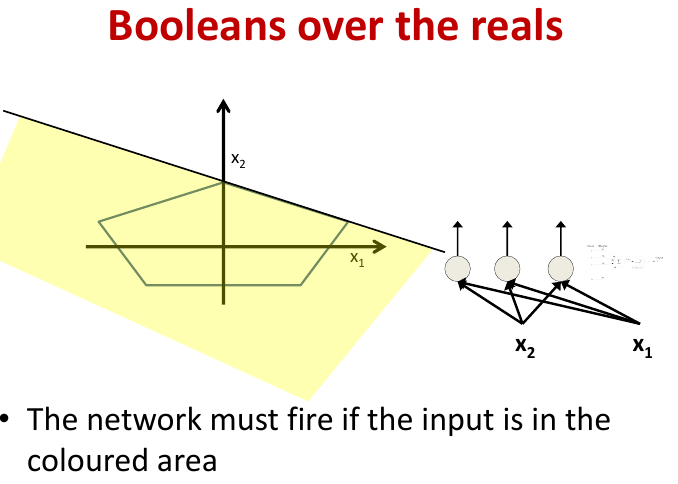 Booleans over the reals
x2
x1
x2
x1
• The network must fire if the input is in the
coloured area